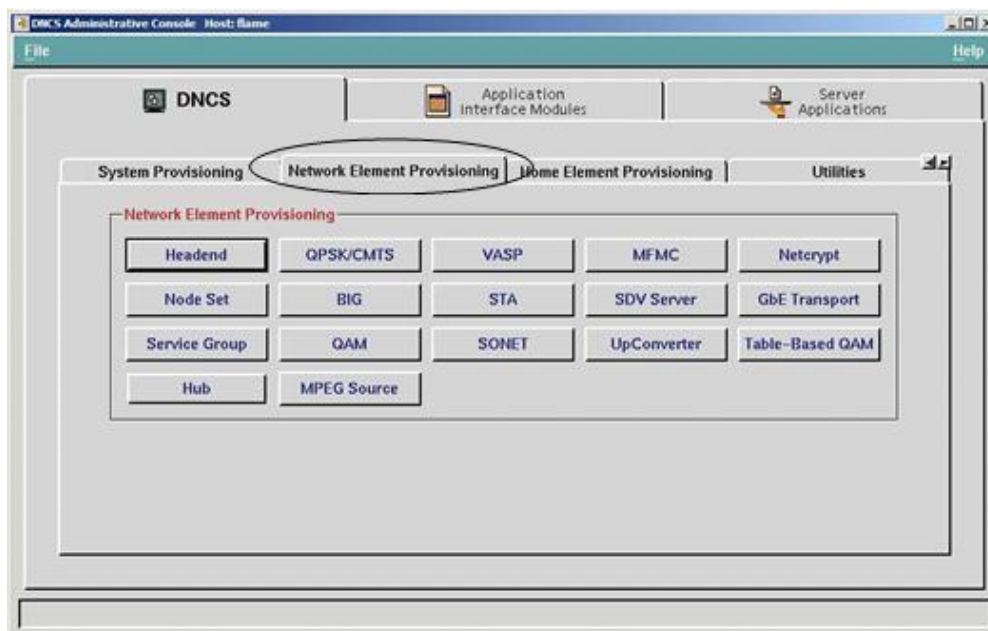 DNCS Administrative Console Host: flame
File Help
DNCS
Application
Interface Modules
Server
Applications
System Provisioning Network Element Provisioning Home Element Provisioning Utilities
Network Element Provisioning
Headend QPSK/CMTS VASP MFMC Netcrypt
Node Set BIG STA SDV Server GbE Transport
Service Group QAM SONET UpConverter Table-Based QAM
Hub MPEG Source